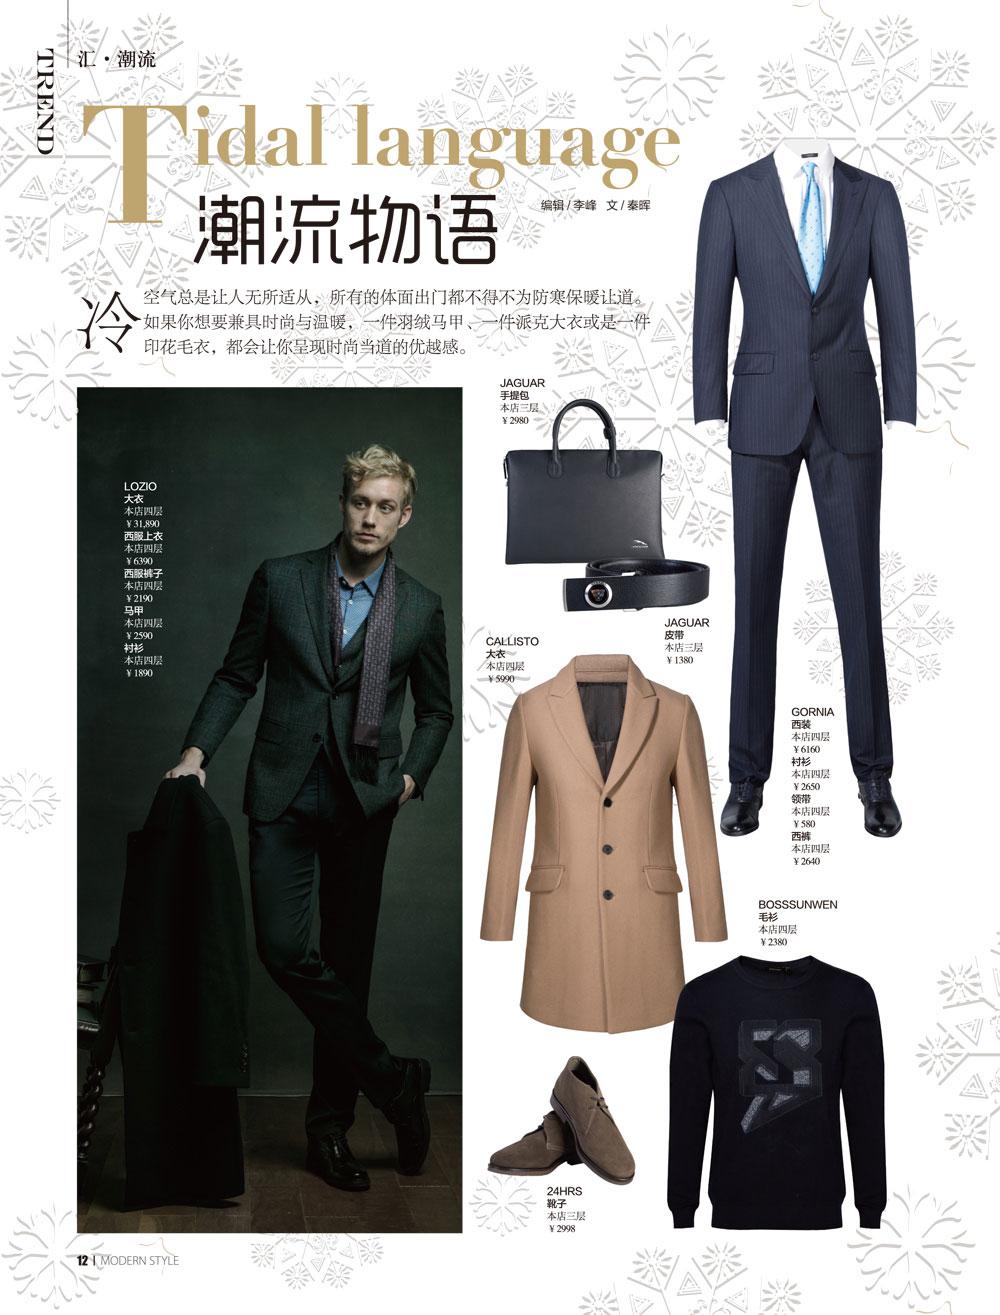 TREND
汇·潮流
Tidal language
潮流物语
编辑/李峰 文/秦晖
冷空气总是让人无所适从，所有的体面出门都不得不为防寒保暖让道。
如果你想要兼具时尚与温暖，一件羽绒马甲、一件派克大衣或是一件
印花毛衣，都会让你呈现时尚当道的优越感。
LOZIO
大衣
本店四层
¥31,890
西服上衣
本店四层
¥6390
西服裤子
本店四层
¥2190
马甲
本店四层
¥2590
衬衫
本店四层
¥1890
JAGUAR
手提包
本店三层
¥2980
JAGUAR
皮带
本店三层
¥1380
CALLISTO
大衣
本店四层
¥5990
GORNIA
西装
本店四层
¥6160
衬衫
本店四层
¥2650
领带
本店四层
¥580
西裤
本店四层
¥2640
BOSSSUNWEN
毛衫
本店四层
¥2380
24HRS
靴子
本店三层
¥2998
12 | MODERN STYLE